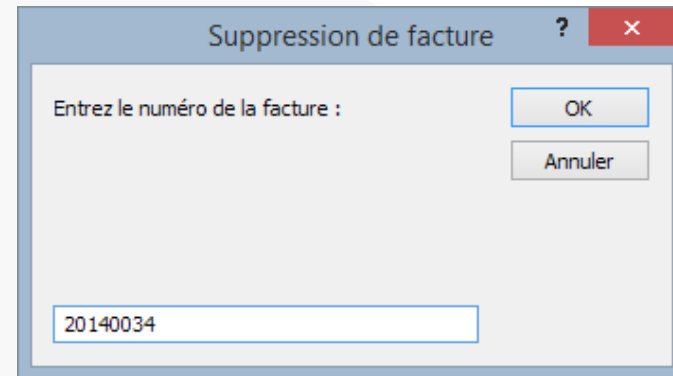 Suppression de facture ? ×
Entrez le numéro de la facture :
OK
Annuler
20140034